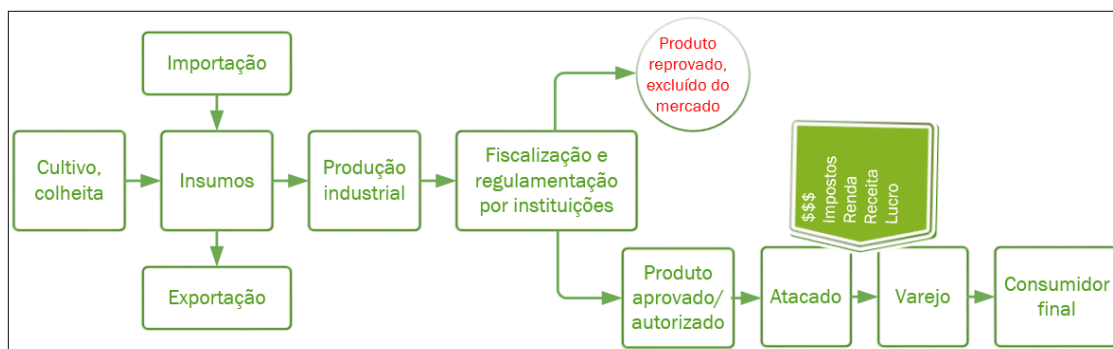 Importação
Cultivo,
colheita
Insumos
Exportação
Produção
industrial
Fiscalização e
regulamentação
por instituições
Produto
reprovado,
excluído do
mercado
Produto
aprovado/
autorizado
$$$
Impostos
Renda
Receita
Lucro
Atacado
Varejo
Consumidor
final